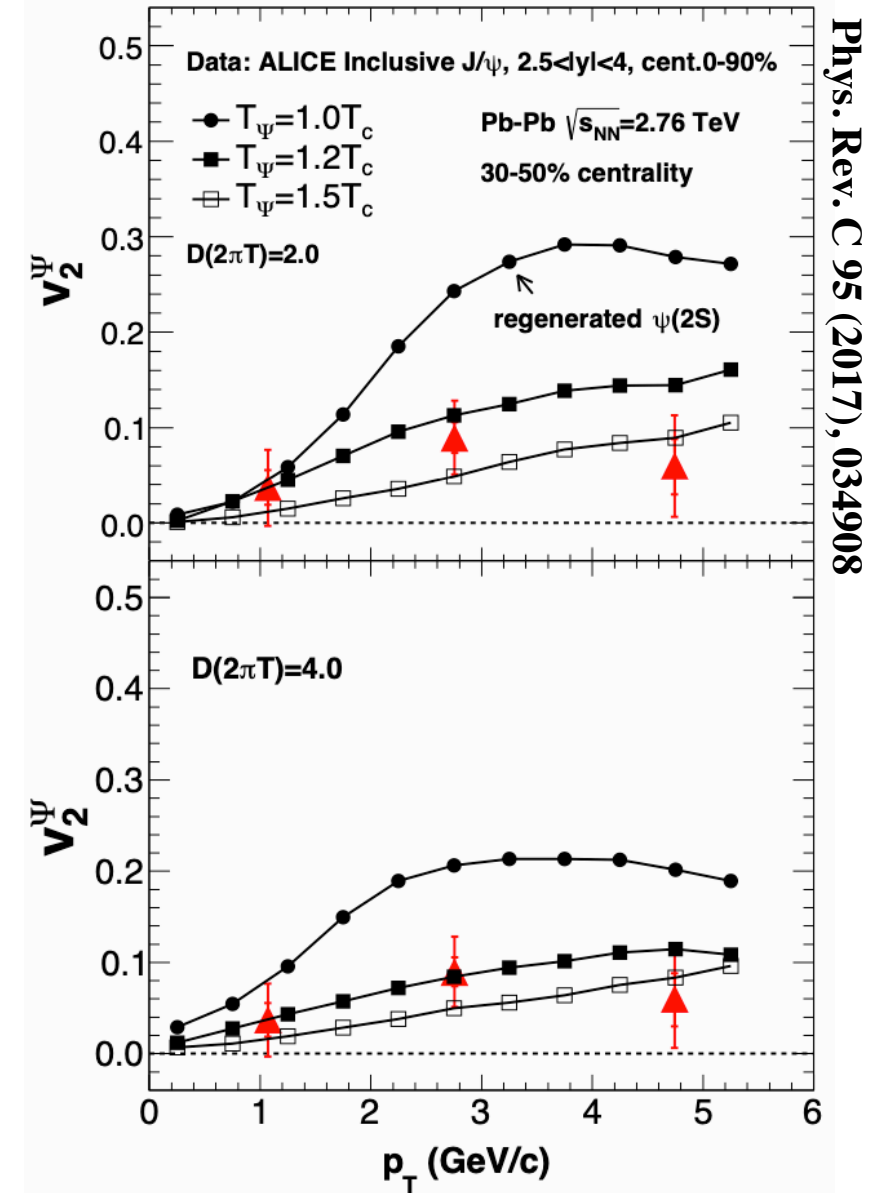 0.5
Data: ALICE Inclusive J/ψ, 2.5<|y|<4, cent.0-90%
T_Ψ=1.0T_c
Pb-Pb √s_NN=2.76 TeV
0.4
T_Ψ=1.2T_c
30-50% centrality
T_Ψ=1.5T_c
0.3
D(2πT)=2.0
v_2^Ψ
regenerated ψ(2S)
0.2
0.1
0.0
0.5
D(2πT)=4.0
0.4
0.3
v_2^Ψ
0.2
0.1
0.0
0 1 2 3 4 5 6
p_T (GeV/c)
Phys. Rev. C 95 (2017), 034908